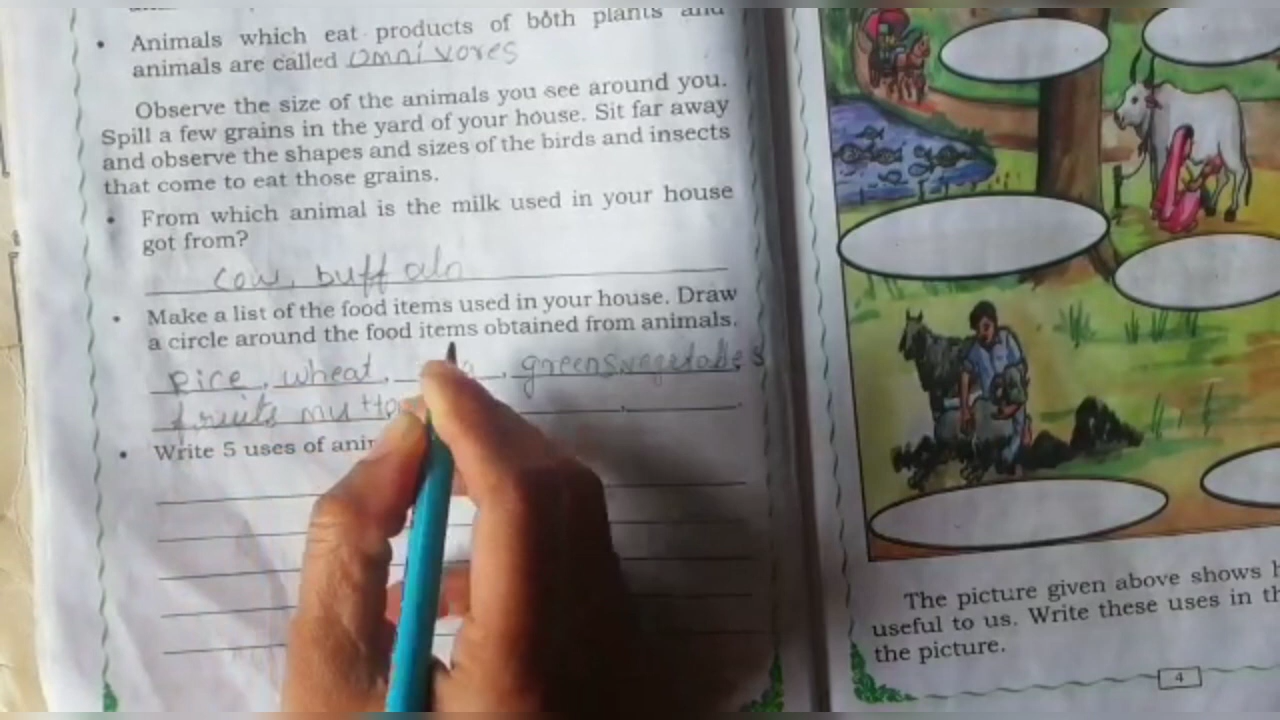 • Animals which eat products of both plants and
animals are called Omnivores
Observe the size of the animals you see around you.
Spill a few grains in the yard of your house. Sit far away
and observe the shapes and sizes of the birds and insects
that come to eat those grains.
• From which animal is the milk used in your house
got from?
cow, buffalo
• Make a list of the food items used in your house. Draw
a circle around the food items obtained from animals.
Rice, wheat, , greens vegetables
fruits
• Write 5 uses of
The picture given above shows
useful to us. Write these uses in
the picture.
4